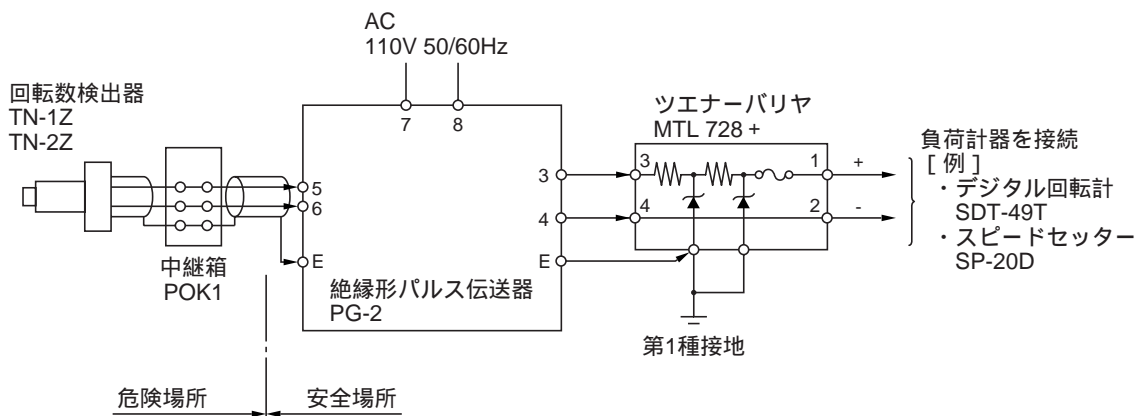 AC
110V 50/60Hz
回転数検出器
TN-1Z
TN-2Z
7
8
ツエナーバリヤ
MTL 728 +
負荷計器を接続
[ 例 ]
・デジタル回転計
SDT-49T
・スピードセッター
SP-20D
5
6
E
3
4
E
3
1
4
2
+
-
中継箱
POK1
絶縁形パルス伝送器
PG-2
第1種接地
危険場所
安全場所